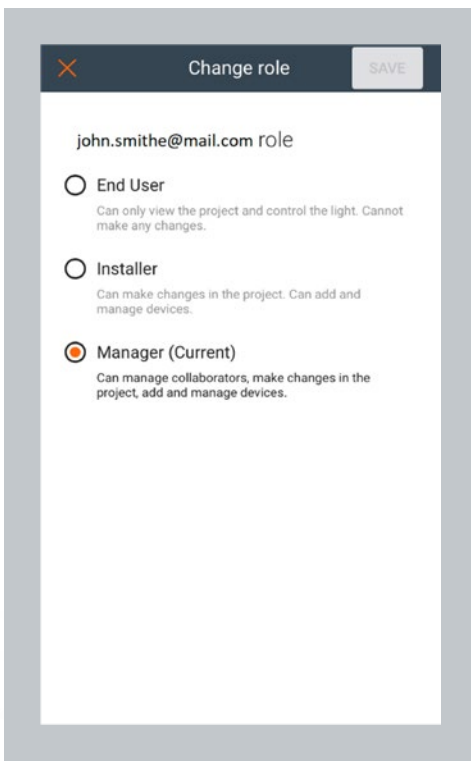 Change role
SAVE
john.smithe@mail.com role
End User
Can only view the project and control the light. Cannot
make any changes.
Installer
Can make changes in the project. Can add and
manage devices.
Manager (Current)
Can manage collaborators, make changes in the
project, add and manage devices.